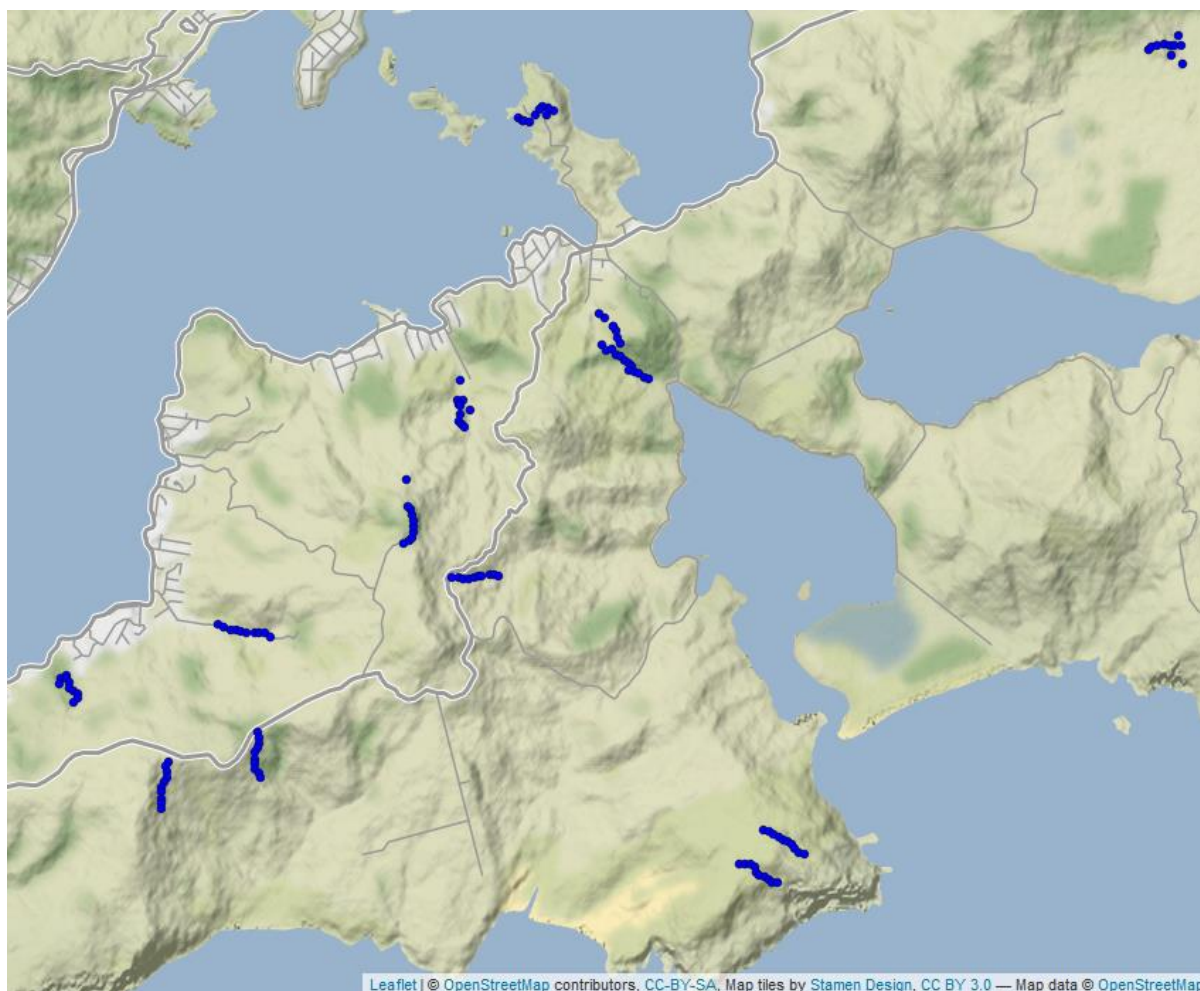 Leaflet | © OpenStreetMap contributors, CC-BY-SA, Map tiles by Stamen Design, CC BY 3.0 — Map data © OpenStreetMap